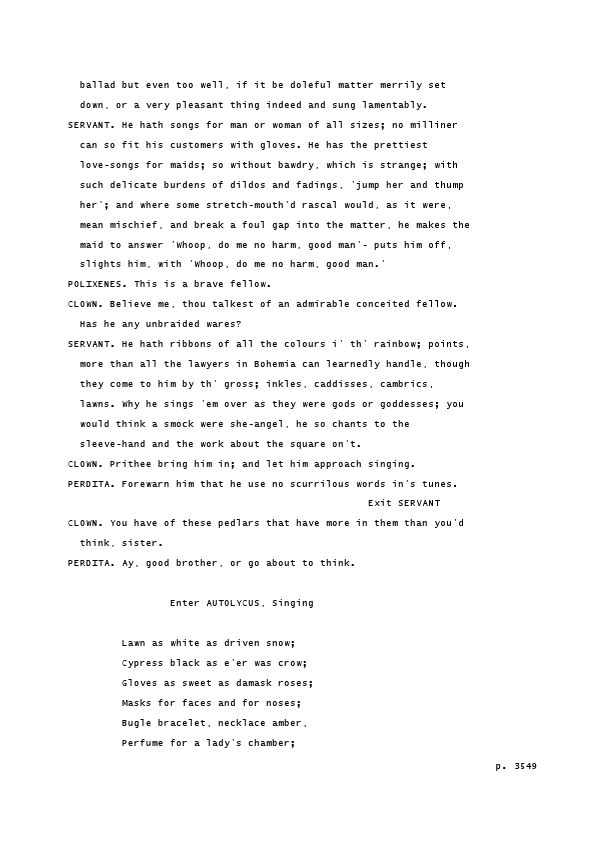 ballad but even too well, if it be doleful matter merrily set
down, or a very pleasant thing indeed and sung lamentably.
SERVANT. He hath songs for man or woman of all sizes; no milliner
can so fit his customers with gloves. He has the prettiest
love-songs for maids; so without bawdry, which is strange; with
such delicate burdens of dildos and fadings, 'jump her and thump
her'; and where some stretch-mouth'd rascal would, as it were,
mean mischief, and break a foul gap into the matter, he makes the
maid to answer 'Whoop, do me no harm, good man'- puts him off,
slights him, with 'Whoop, do me no harm, good man.'
POLIXENES. This is a brave fellow.
CLOWN. Believe me, thou talkest of an admirable conceited fellow.
Has he any unbraided wares?
SERVANT. He hath ribbons of all the colours i' th' rainbow; points,
more than all the lawyers in Bohemia can learnedly handle, though
they come to him by th' gross; inkles, caddisses, cambrics,
lawns. Why he sings 'em over as they were gods or goddesses; you
would think a smock were she-angel, he so chants to the
sleeve-hand and the work about the square on't.
CLOWN. Prithee bring him in; and let him approach singing.
PERDITA. Forewarn him that he use no scurrilous words in's tunes.
Exit SERVANT
CLOWN. You have of these pedlars that have more in them than you'd
think, sister.
PERDITA. Ay, good brother, or go about to think.
Enter AUTOLYCUS, Singing
Lawn as white as driven snow;
Cypress black as e'er was crow;
Gloves as sweet as damask roses;
Masks for faces and for noses;
Bugle bracelet, necklace amber,
Perfume for a lady's chamber;
p. 3549